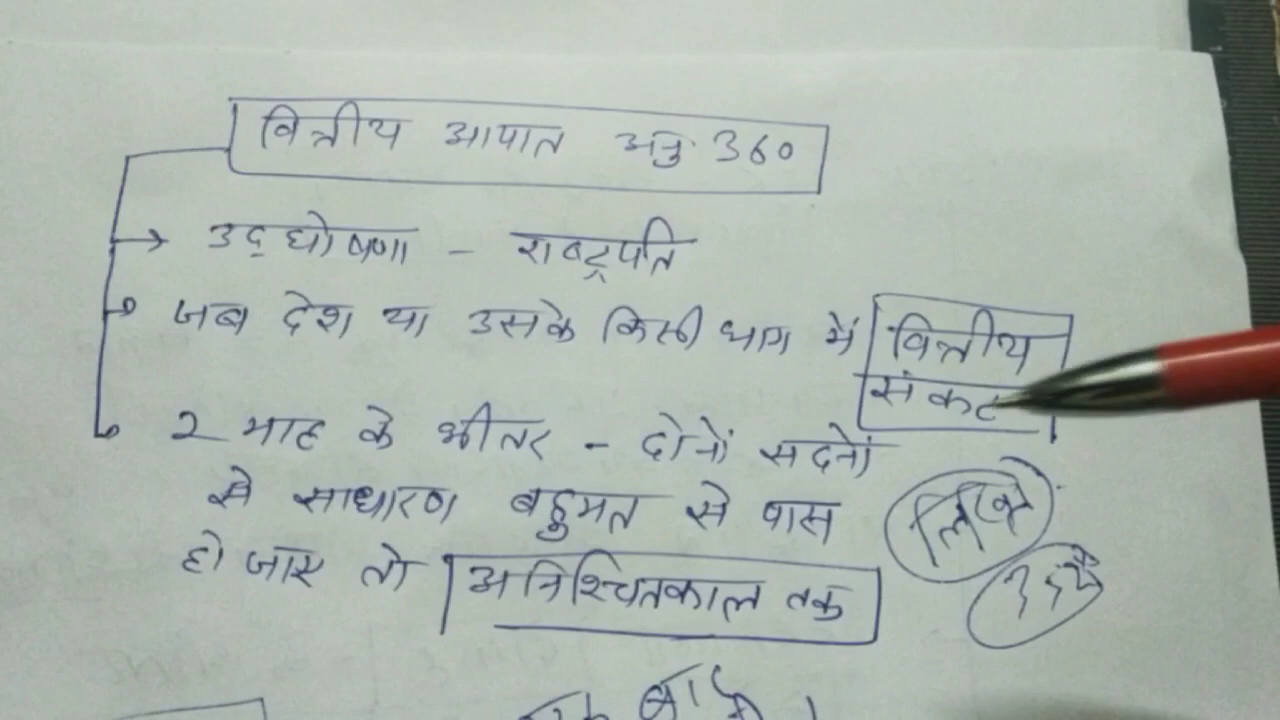 वित्तीय आपात अनु 360
उद्घोषणा - राष्ट्रपति
जब देश या उसके किसी भाग में वित्तीय
संकट
2 माह के भीतर - दोनों सदनों
से साधारण बहुमत से पास
हो जाए तो अनिश्चितकाल तक